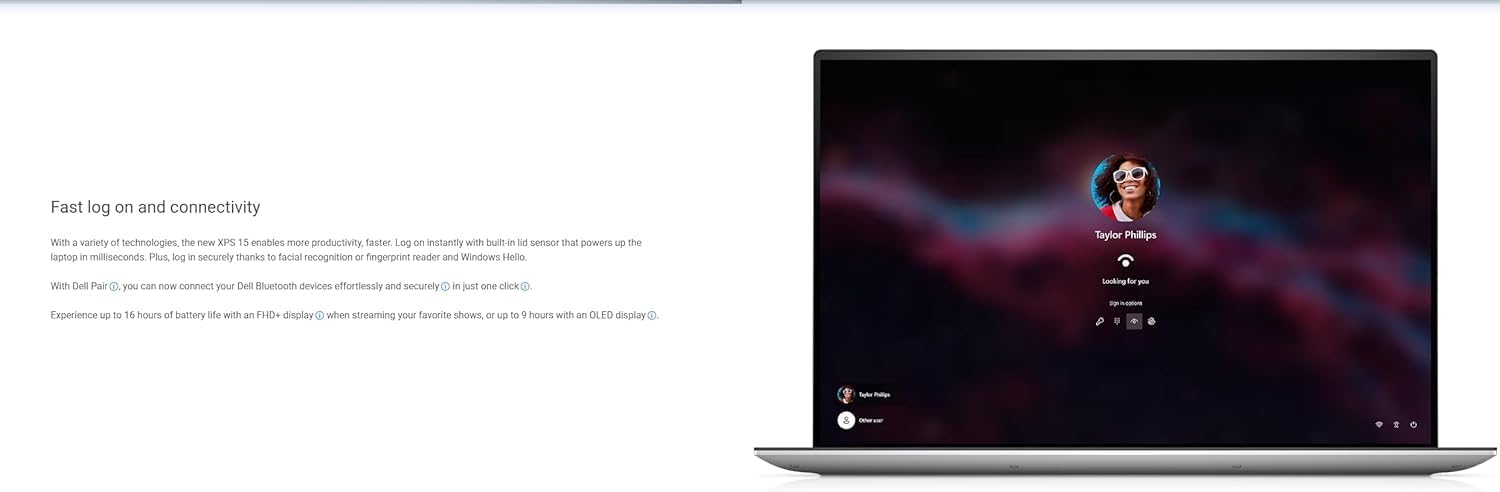 Fast log on and connectivity
With a variety of technologies, the new XPS 15 enables more productivity, faster. Log on instantly with built-in lid sensor that powers up the
laptop in milliseconds. Plus, log in securely thanks to facial recognition or fingerprint reader and Windows Hello.
With Dell Pair, you can now connect your Dell Bluetooth devices effortlessly and securely in just one click.
Experience up to 16 hours of battery life with an FHD+ display when streaming your favorite shows, or up to 9 hours with an OLED display.
Taylor Phillips
Looking for you
Sign in options
Taylor Phillips
Other user